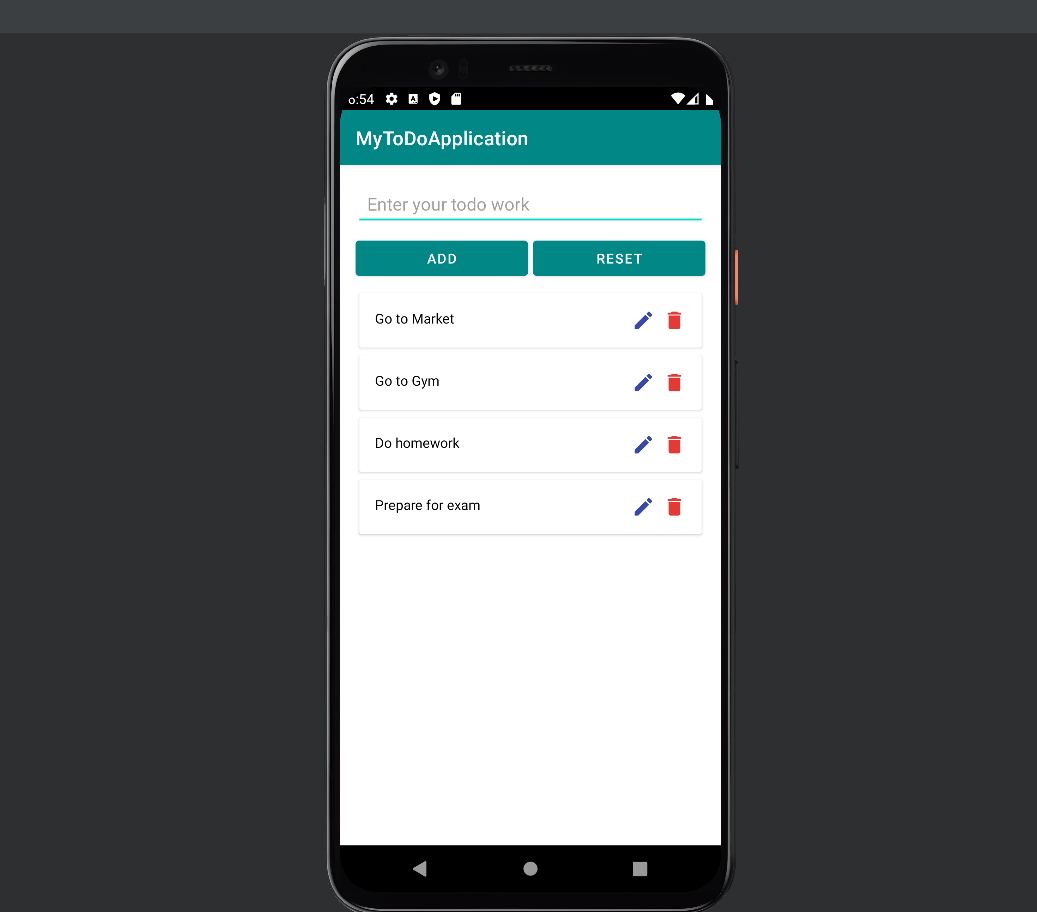 0:54
MyToDoApplication
Enter your todo work
ADD RESET
Go to Market
Go to Gym
Do homework
Prepare for exam